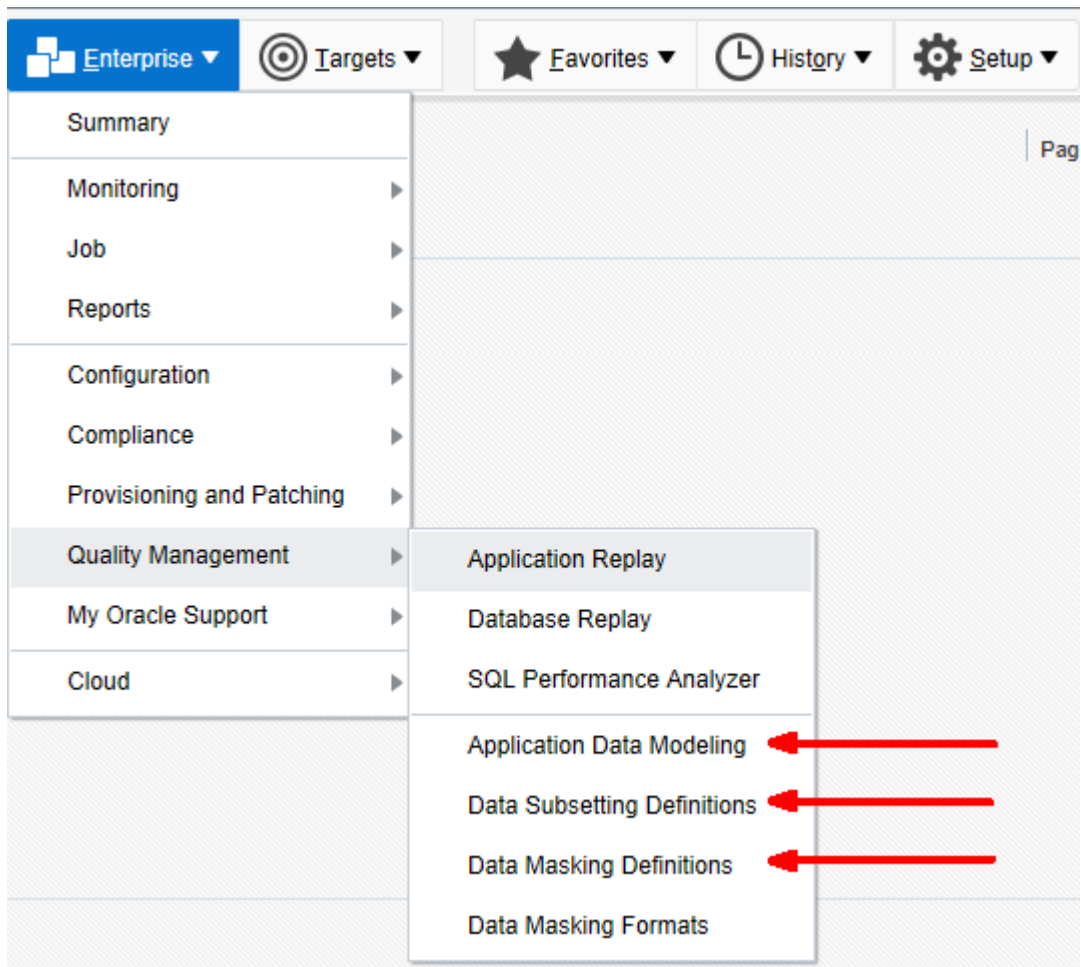 Enterprise Targets Favorites History Setup
Summary
Pag
Monitoring
Job
Reports
Configuration
Compliance
Provisioning and Patching
Quality Management
My Oracle Support
Cloud
Application Replay
Database Replay
SQL Performance Analyzer
Application Data Modeling
Data Subsetting Definitions
Data Masking Definitions
Data Masking Formats